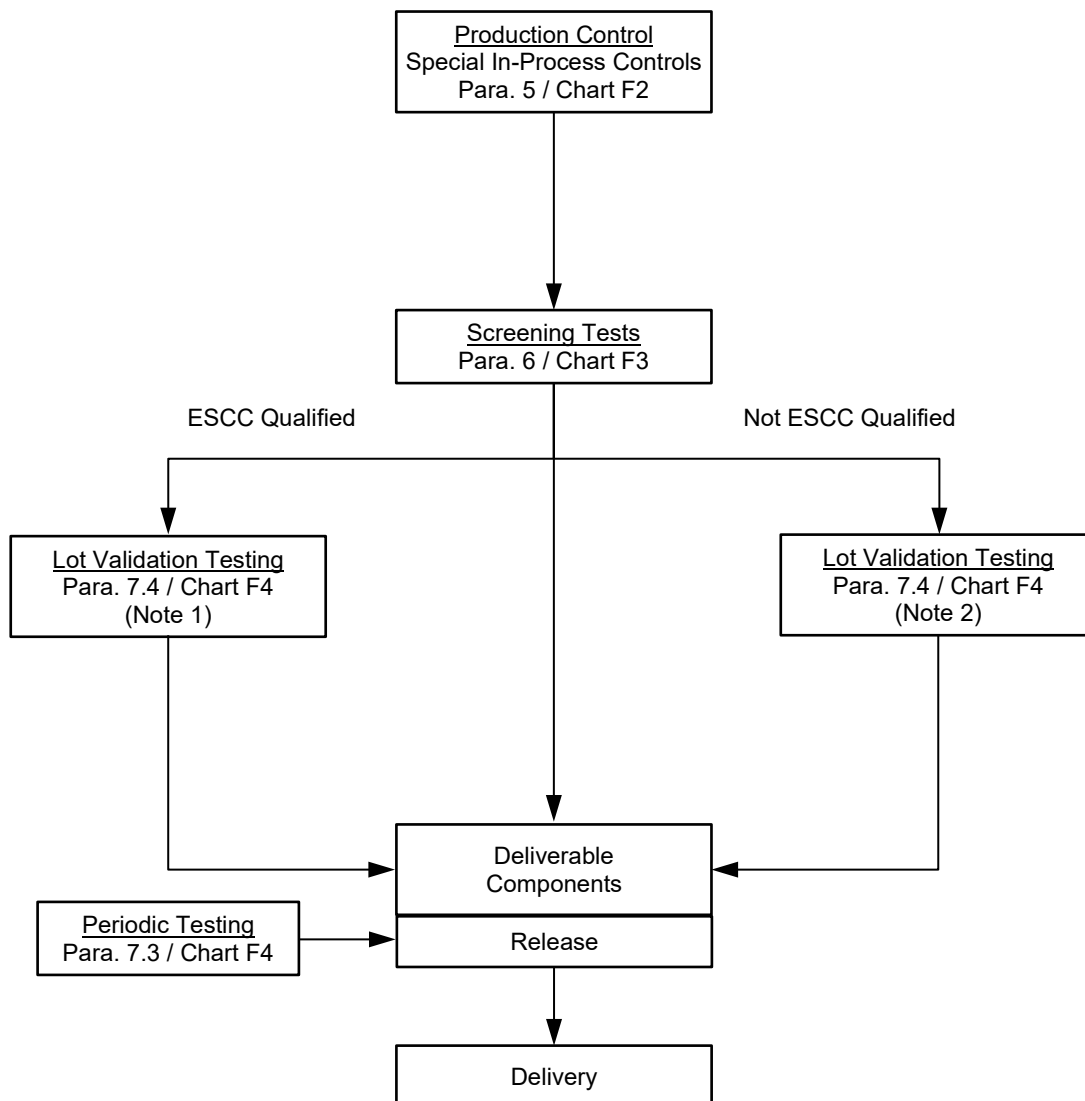 Production Control
Special In-Process Controls
Para. 5 / Chart F2
Screening Tests
Para. 6 / Chart F3
ESCC Qualified
Not ESCC Qualified
Lot Validation Testing
Para. 7.4 / Chart F4
(Note 1)
Lot Validation Testing
Para. 7.4 / Chart F4
(Note 2)
Deliverable
Components
Periodic Testing
Para. 7.3 / Chart F4
Release
Delivery